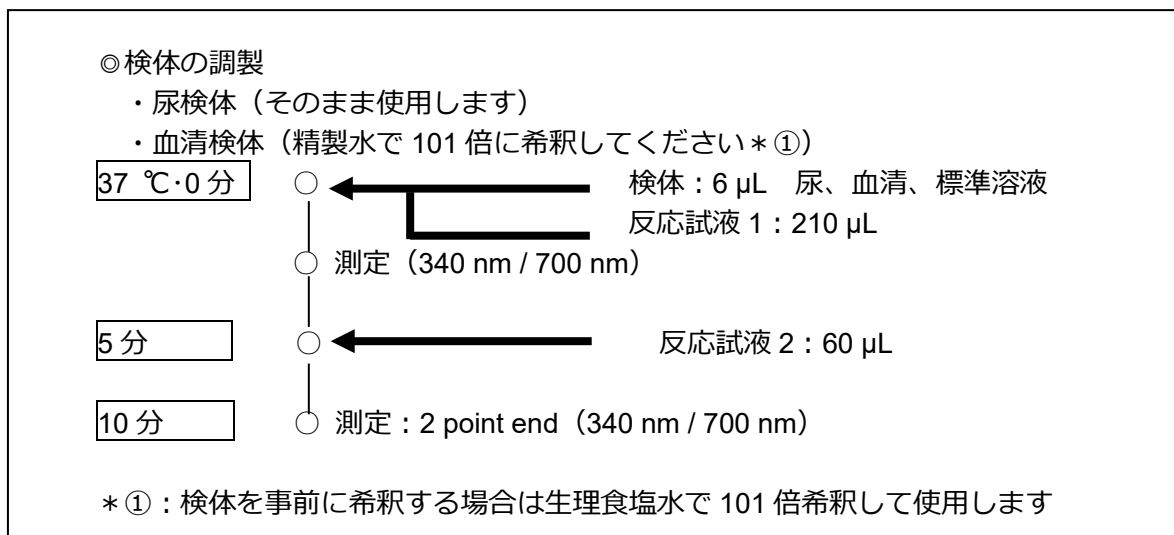 ◎検体の調製
・尿検体（そのまま使用します）
・血清検体（精製水で 101 倍に希釈してください＊①）
37 ℃･0 分
検体：6 µL 尿、血清、標準溶液
反応試液 1：210 µL
測定（340 nm / 700 nm）
5 分
反応試液 2：60 µL
10 分
測定：2 point end（340 nm / 700 nm）
＊①：検体を事前に希釈する場合は生理食塩水で 101 倍希釈して使用します